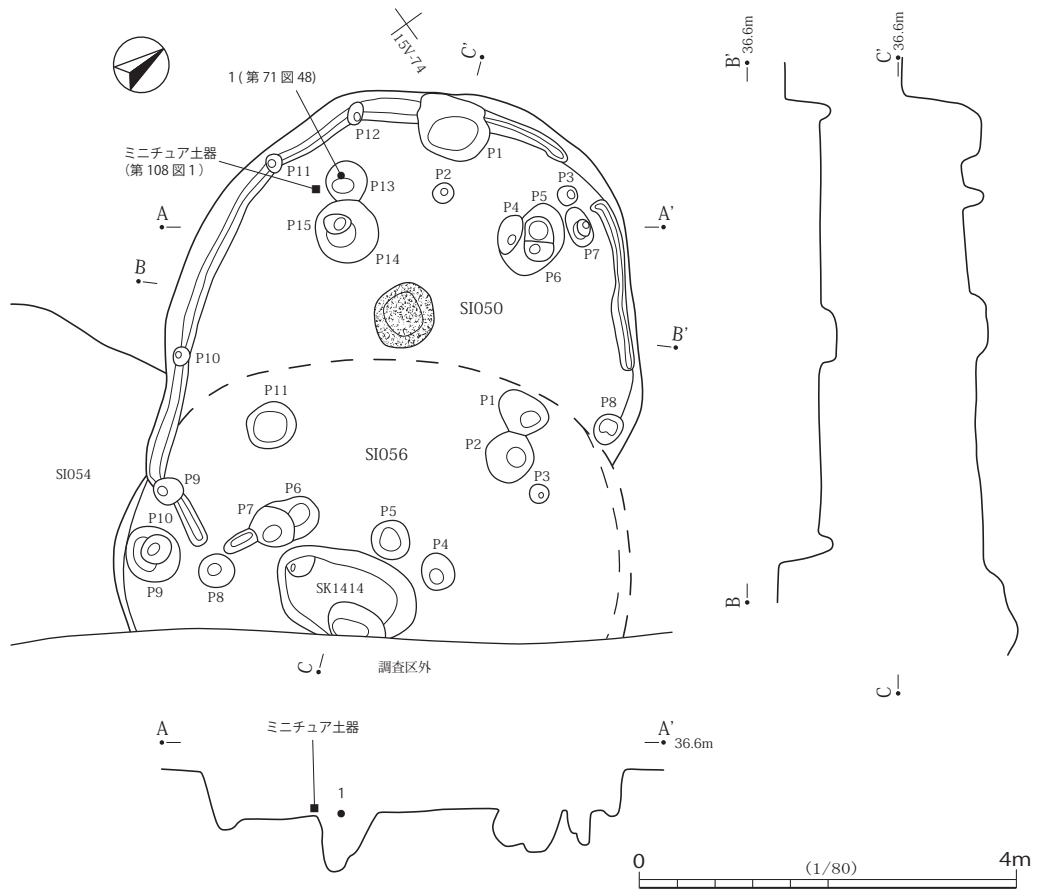 15V-74
C'
1 ( 第 71 図 48)
ミニチュア土器
（第 108 図 1 ）
P12
P1
P11
P13
P2
P3
P5
P4
P15
P7
P14
P6
A
A'
B
B'
SI050
P10
P11
P1
P8
SI056
P2
SI054
P3
P9
P6
P7
P10
P5
P4
SK1414
P9
P8
C
調査区外
B'
36.6m
B
C'
36.6m
C
A
ミニチュア土器
1
A'
36.6m
0
（1/80）
4m